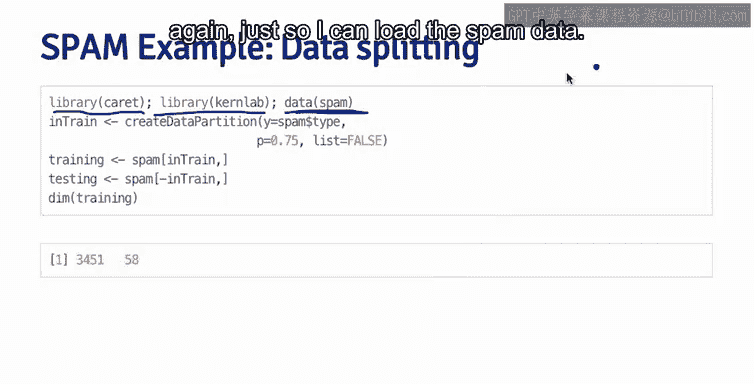 again, just so I can load the spam data.
SPAM Example: Data splitting
library(caret); library(kernlab); data(spam)
inTrain <- createDataPartition(y=spam$type,
p=0.75, list=FALSE)
training <- spam[inTrain,]
testing <- spam[-inTrain,]
dim(training)
[1] 3451 58